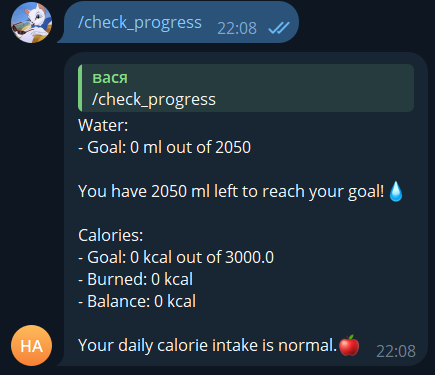 /check_progress
22:08
вася
/check_progress
Water:
- Goal: 0 ml out of 2050
You have 2050 ml left to reach your goal!💧
Calories:
- Goal: 0 kcal out of 3000.0
- Burned: 0 kcal
- Balance: 0 kcal
Your daily calorie intake is normal.🍎
НА
22:08